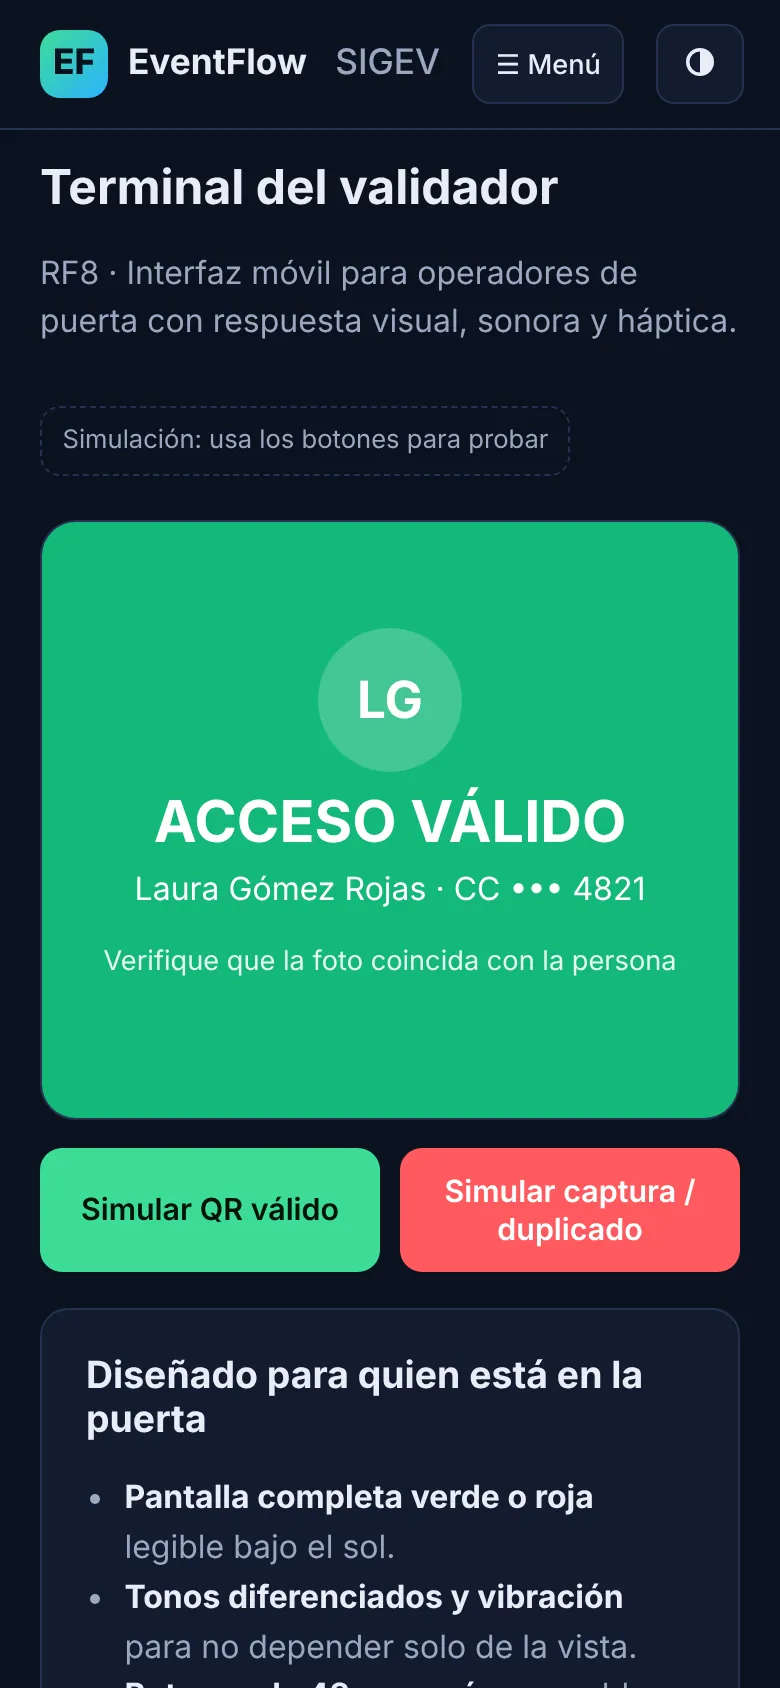 EF EventFlow SIGEV ☰ Menú
Terminal del validador
RF8 · Interfaz móvil para operadores de
puerta con respuesta visual, sonora y háptica.
Simulación: usa los botones para probar
LG
ACCESO VÁLIDO
Laura Gómez Rojas · CC ••• 4821
Verifique que la foto coincida con la persona
Simular QR válido
Simular captura /
duplicado
Diseñado para quien está en la
puerta
• Pantalla completa verde o roja
legible bajo el sol.
• Tonos diferenciados y vibración
para no depender solo de la vista.